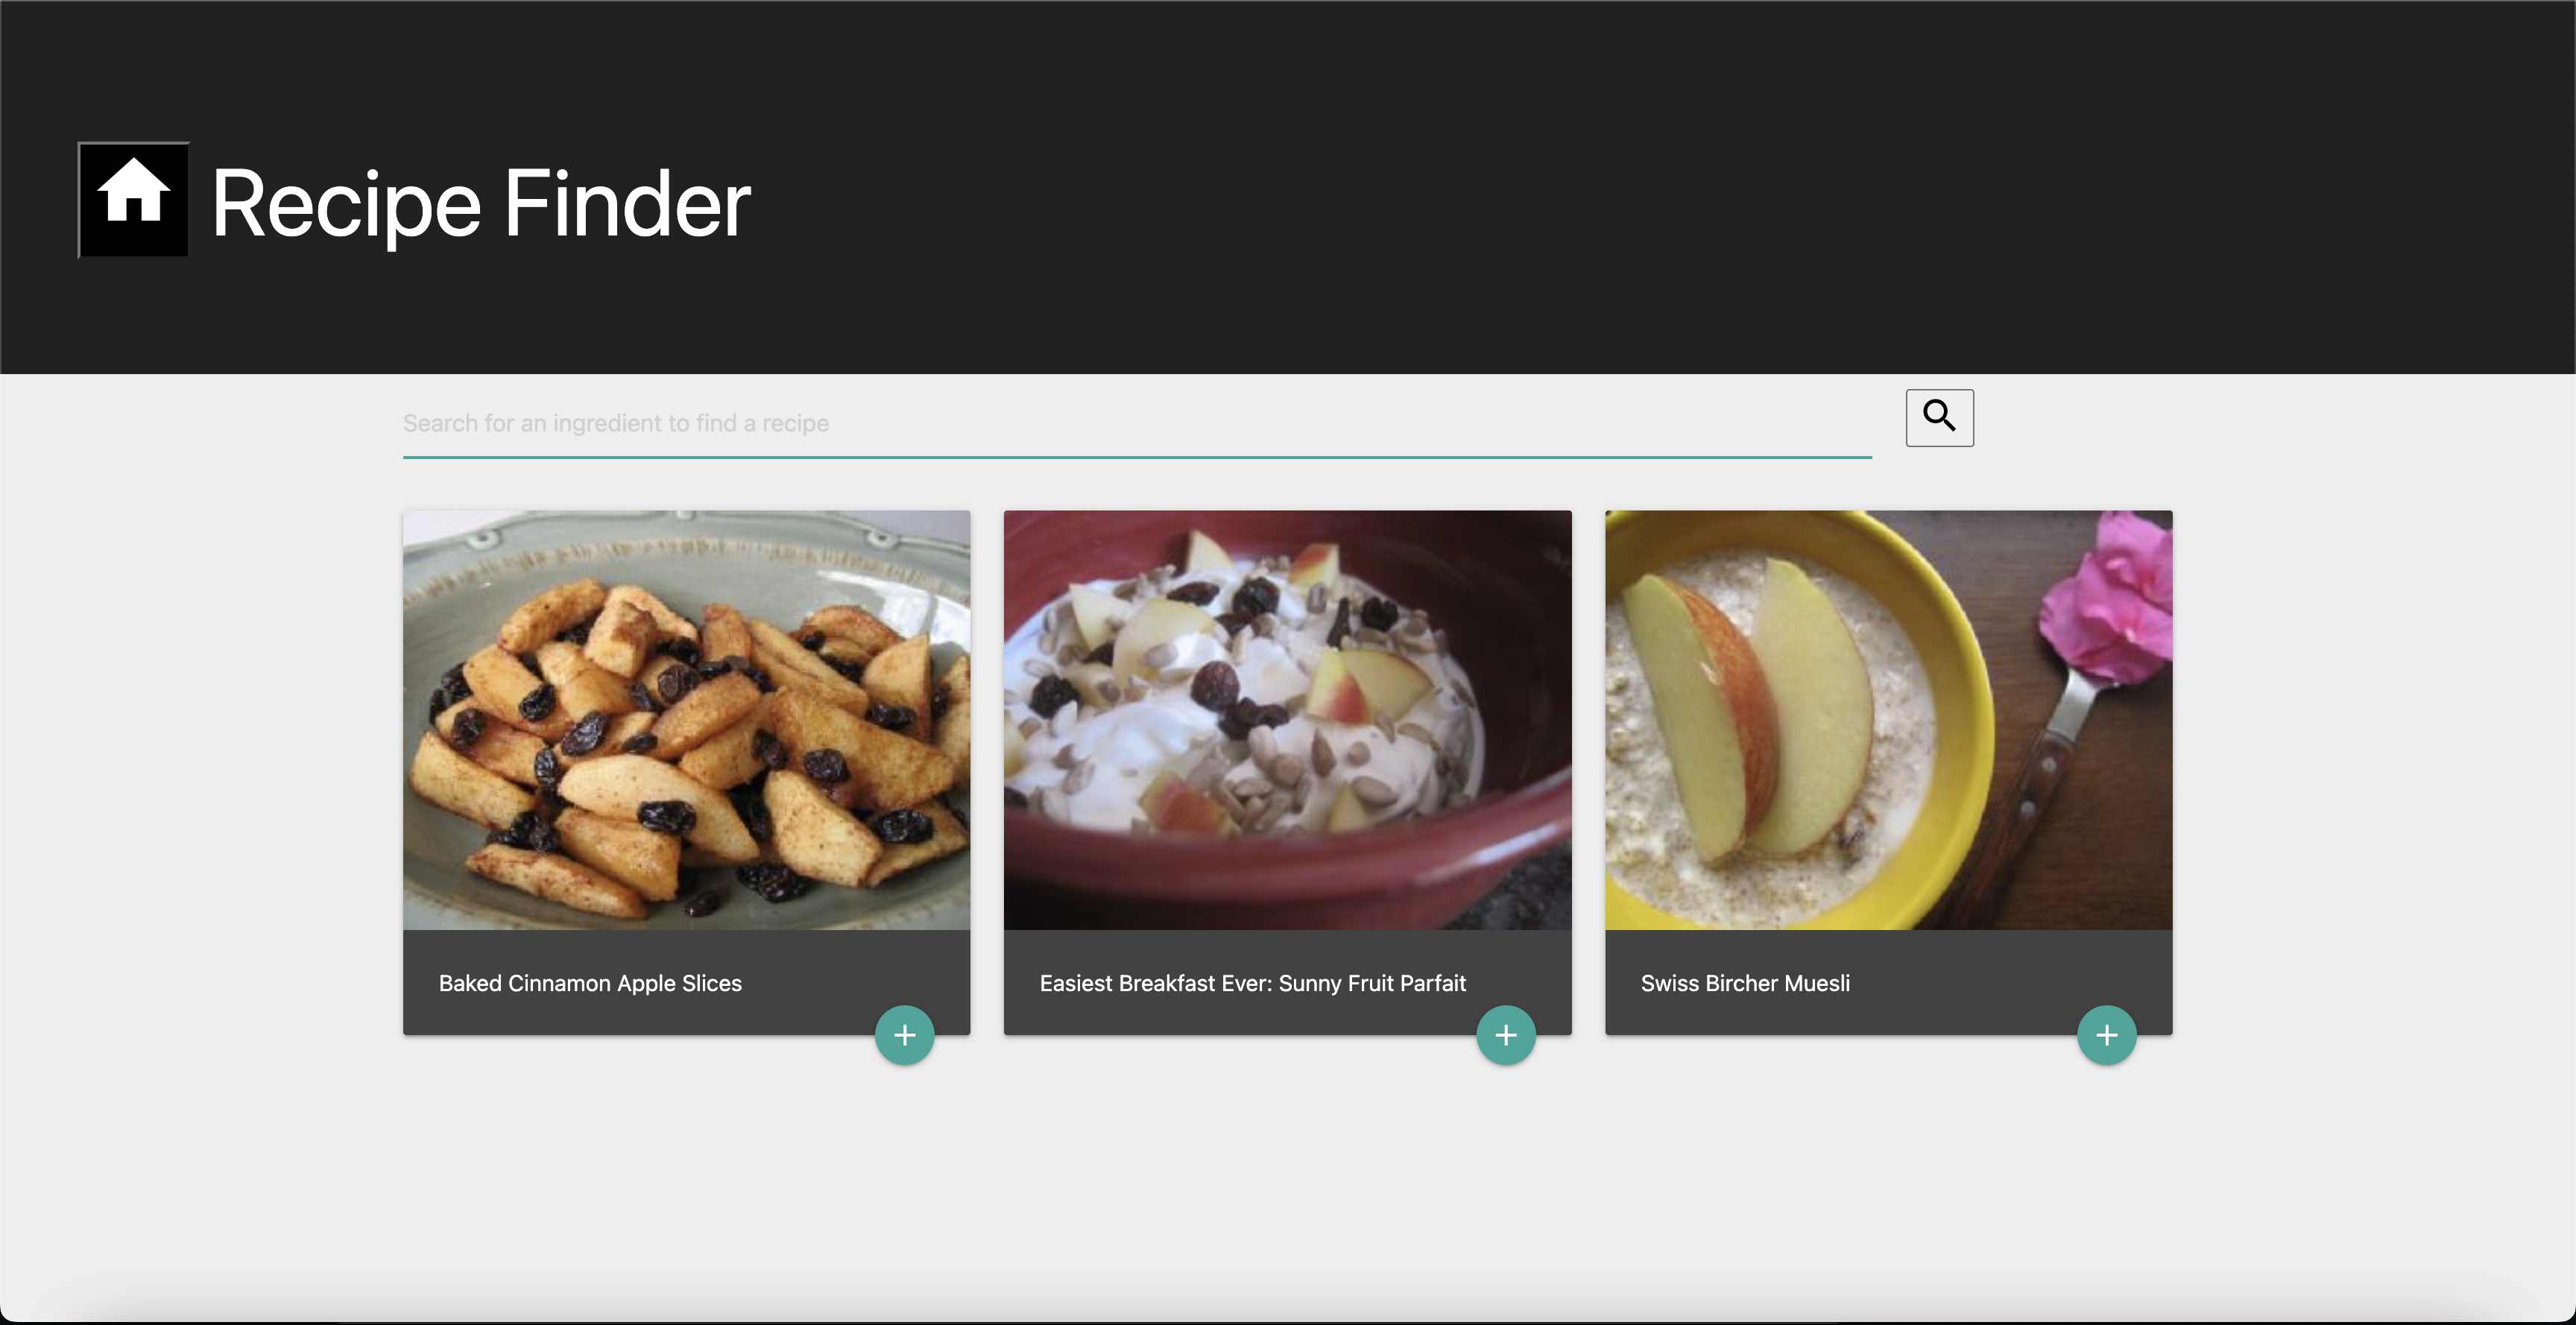 Recipe Finder
Search for an ingredient to find a recipe
Baked Cinnamon Apple Slices
Easiest Breakfast Ever: Sunny Fruit Parfait
Swiss Bircher Muesli